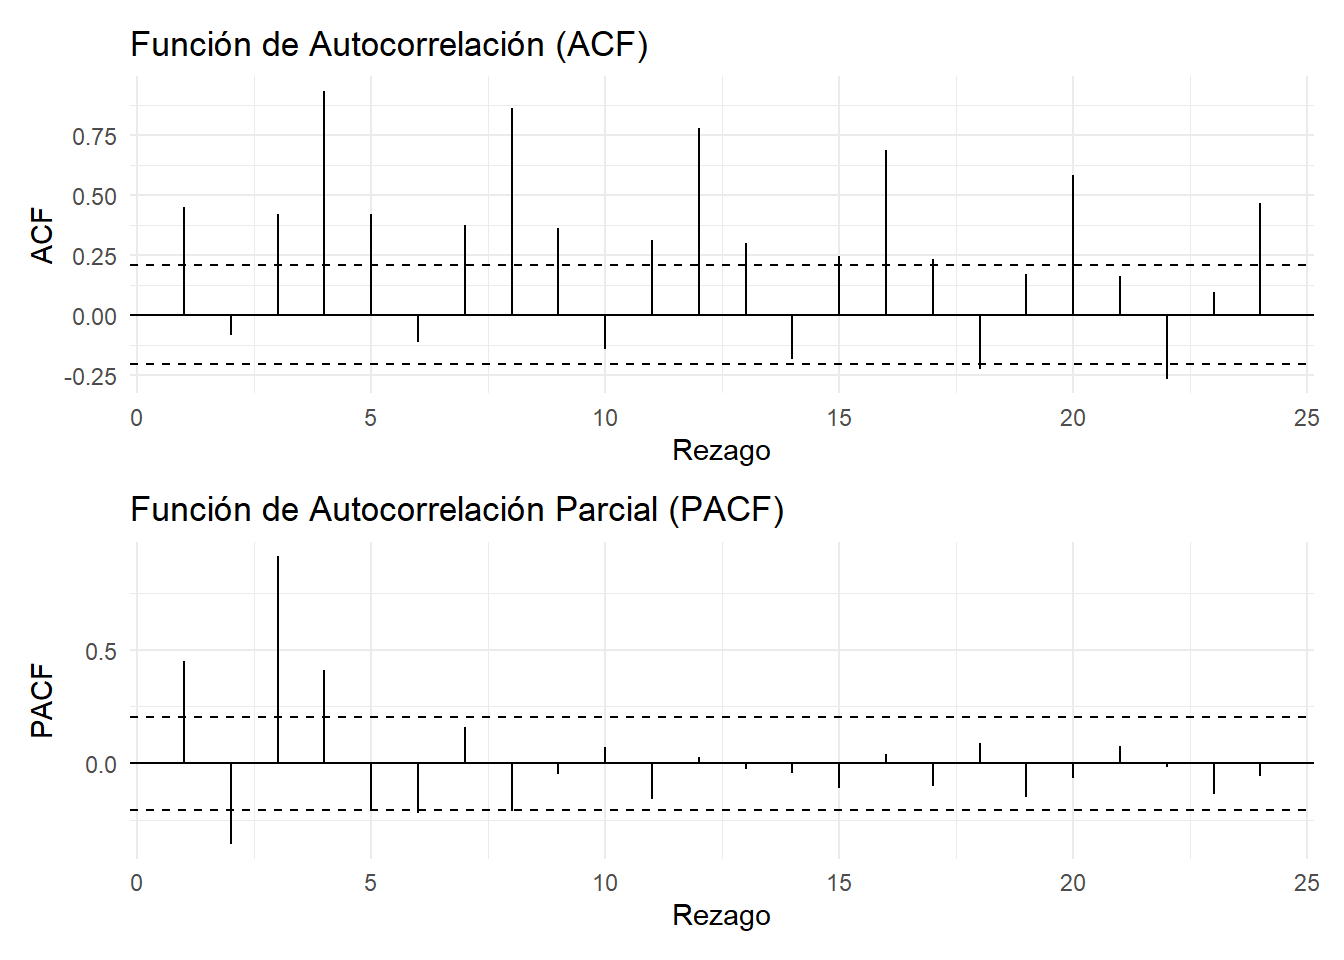 Función de Autocorrelación (ACF)
ACF
0.75
0.50
0.25
0.00
-0.25
0 5 10 15 20 25
Rezago
Función de Autocorrelación Parcial (PACF)
PACF
0.5
0.0
0 5 10 15 20 25
Rezago